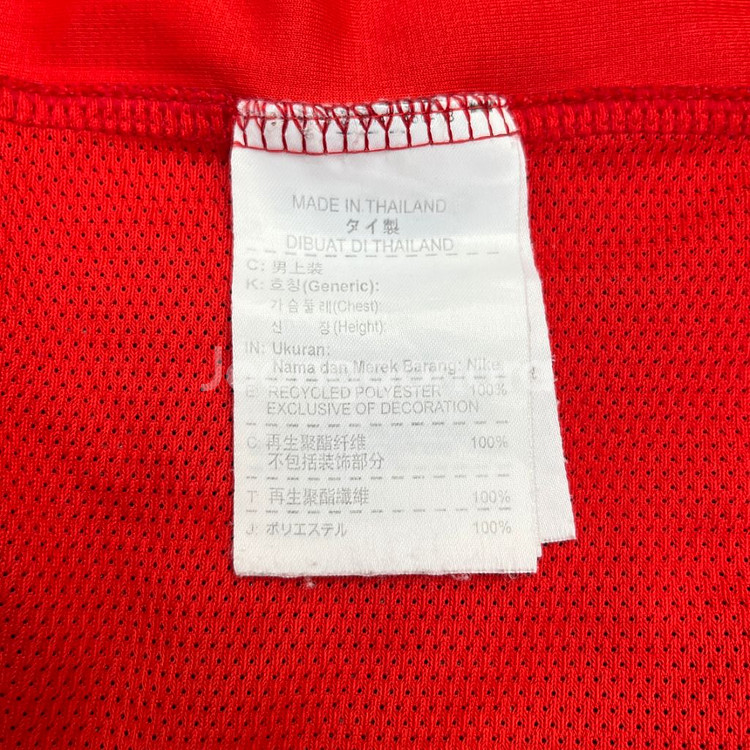 MADE IN THAILAND
タイ製
DIBUAT DI THAILAND
C: 男上装
K: 호칭(Generic):
가슴둘레(Chest):
신 장(Height):
IN: Ukuran:
Nama dan Merek Barang: Nike
E: RECYCLED POLYESTER 100%
EXCLUSIVE OF DECORATION
C: 再生聚酯纤维 100%
不包括装饰部分
T: 再生聚酯纖維 100%
J: ポリエステル 100%